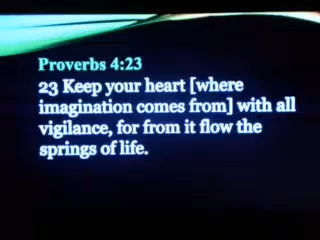 Proverbs 4:23
23 Keep your heart [where
imagination comes from] with all
vigilance, for from it flow the
springs of life.